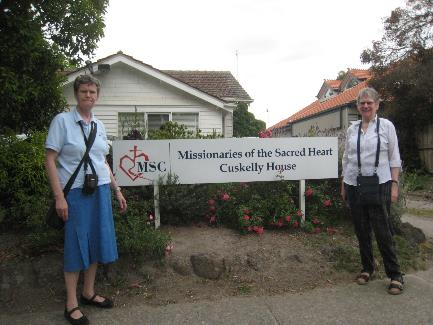 MSC
Missionaries of the Sacred Heart
Cuskelly House